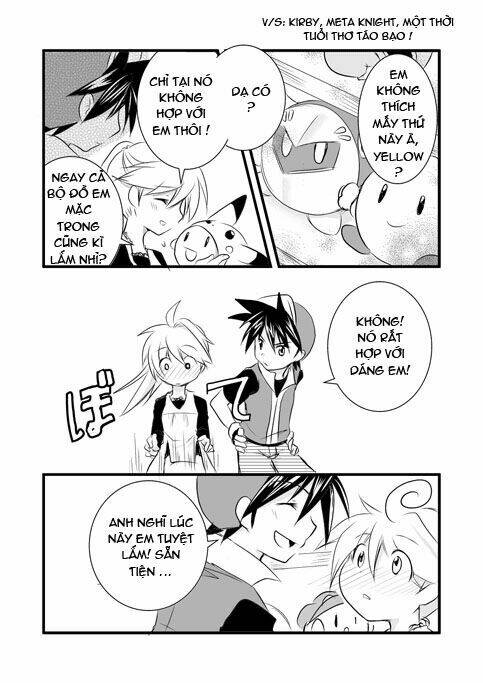 V/S: KIRBY, META KNIGHT, MỘT THỜI
TUỔI THƠ TÁO BẠO !
EM
KHÔNG
THÍCH
MẤY THỨ
NÀY À,
YELLOW
?
DẠ CÓ
?
CHỈ TẠI NÓ
KHÔNG
HỢP VỚI
EM THÔI !
NGAY CẢ
BỘ ĐỒ EM
MẶC
TRONG
CŨNG KÌ
LẮM NHỈ?
KHÔNG!
NÓ RẤT
HỢP VỚI
DÁNG EM!
ぼ
て
ANH NGHĨ LÚC
NÀY EM TUYỆT
LẮM! SẴN
TIỆN ...